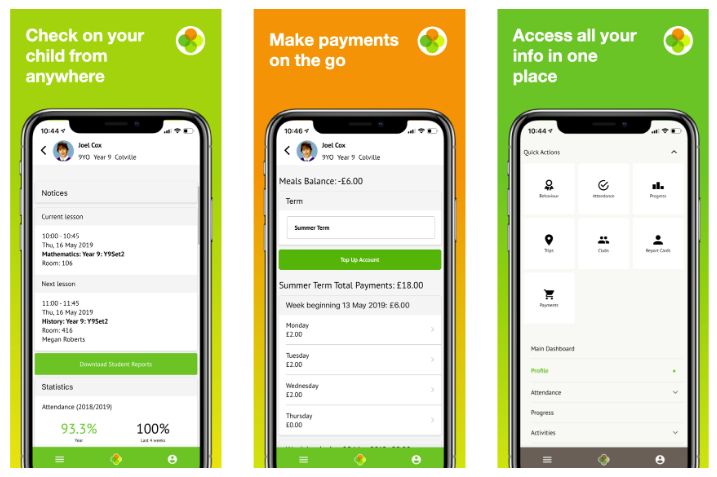 Check on your
child from
anywhere
10:44
Joel Cox
9YO Year 9 Colville
Notices
Current lesson
10:00 - 10:45
Thu, 16 May 2019
Mathematics: Year 9: Y9Set2
Room: 106
Next lesson
11:00 - 11:45
Thu, 16 May 2019
History: Year 9: Y9Set2
Room: 416
Megan Roberts
Download Student Reports
Statistics
Attendance (2018/2019)
93.3% 100%
Year Last 4 weeks
Make payments
on the go
10:46
Joel Cox
9YO Year 9 Colville
Meals Balance: -£6.00
Term
Summer Term
Top Up Account
Summer Term Total Payments: £18.00
Week beginning 13 May 2019: £6.00
Monday
£2.00
Tuesday
£2.00
Wednesday
£2.00
Thursday
£0.00
Access all your
info in one
place
10:44
Quick Actions
Behaviour Attendance Progress
Trips Clubs Report Cards
Payments
Main Dashboard
Profile
Attendance
Progress
Activities